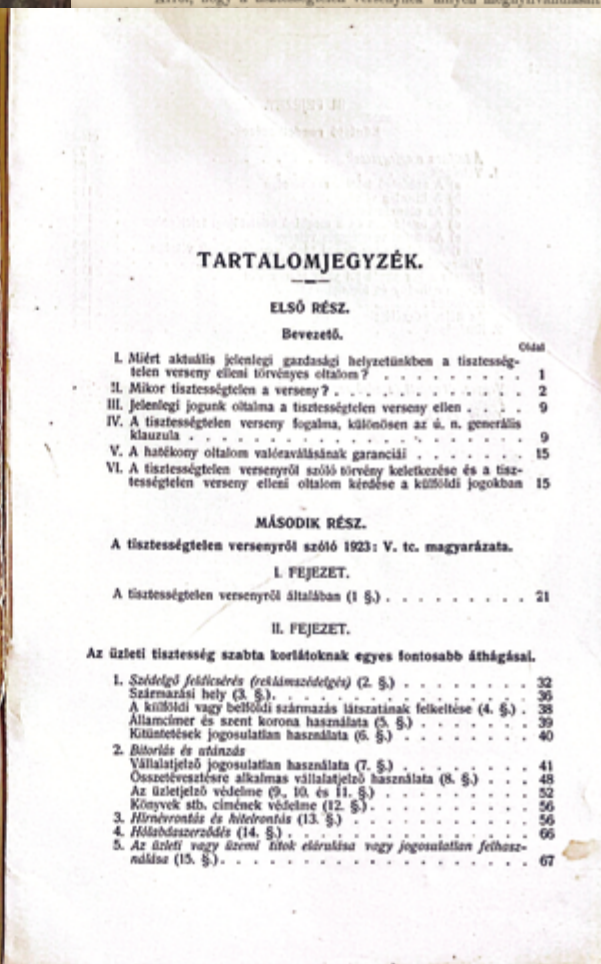 TARTALOMJEGYZÉK.
ELSŐ RÉSZ.
Bevezető.
Oldal
I. Miért aktuális jelenlegi gazdasági helyzetünkben a tisztesség-
telen verseny elleni törvényes oltalom? . . . . . . . . 1
II. Mikor tisztességtelen a verseny? . . . . . . . . . . 2
III. Jelenlegi jogunk oltalma a tisztességtelen verseny ellen . . . . 9
IV. A tisztességtelen verseny fogalma, különösen az ú. n. generális
klauzula . . . . . . . . . . . . . . . . . 9
V. A hatékony oltalom valóraválásának garanciái . . . . . . 15
VI. A tisztességtelen versenyről szóló törvény keletkezése és a tisz-
tességtelen verseny elleni oltalom kérdése a külföldi jogokban 15
MÁSODIK RÉSZ.
A tisztességtelen versenyről szóló 1923: V. tc. magyarázata.
I. FEJEZET.
A tisztességtelen versenyről általában (1 §.) . . . . . . . . . 21
II. FEJEZET.
Az üzleti tisztesség szabta korlátoknak egyes fontosabb áthágásai.
1. Szédelgő feldicsérés (reklámszédelgés) (2. §.) . . . . . . . . 32
Származási hely (3. §.). . . . . . . . . . . . . . . 36
A külföldi vagy belföldi származás látszatának felkeltése (4. §.) . 38
Államcímer és szent korona használata (5. §.) . . . . . . . 39
Kitüntetések jogosulatlan használata (6. §.) . . . . . . . . 40
2. Bitorlás és utánzás
Vállalatjelző jogosulatlan használata (7. §.) . . . . . . . . 41
Összetévesztésre alkalmas vállalatjelző használata (8. §.) . . . 48
Az üzletjelző védelme (9., 10. és 11. §.) . . . . . . . . . 52
Könyvek stb. címének védelme (12. §.) . . . . . . . . . . 56
3. Hírnévrontás és hitelrontás (13. §.) . . . . . . . . . . . 56
4. Hólabdaszerződés (14. §.) . . . . . . . . . . . . . . 66
5. Az üzleti vagy üzemi titok elárulása vagy jogosulatlan felhasz-
nálása (15. §.). . . . . . . . . . . . . . . . . . 67